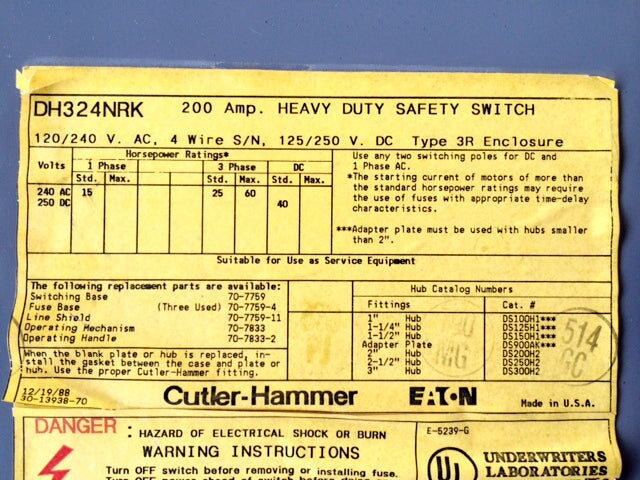 DH324NRK 200 Amp. HEAVY DUTY SAFETY SWITCH
120/240 V. AC, 4 Wire S/N, 125/250 V. DC Type 3R Enclosure
Volts Horsepower Ratings*
1 Phase 3 Phase DC
Std. Max. Std. Max. Std. Max.
240 AC 15 25 60
250 DC 40
Use any two switching poles for DC and
1 Phase AC.
*The starting current of motors of more than
the standard horsepower ratings may require
the use of fuses with appropriate time-delay
characteristics.
***Adapter plate must be used with hubs smaller
than 2".
Suitable for Use as Service Equipment
The following replacement parts are available:
Switching Base 70-7759
Fuse Base (Three Used) 70-7759-4
Line Shield 70-7759-11
Operating Mechanism 70-7833
Operating Handle 70-7833-2
When the blank plate or hub is replaced, in-
stall the gasket between the case and plate or
huh. Use the proper Cutler-Hammer fitting.
Hub Catalog Numbers
Fittings Cat. #
1" Hub DS100H1***
1-1/4" Hub DS125H1***
1-1/2" Hub DS150H1***
Adapter Plate DS900AK***
2" Hub DS200H2
2-1/2" Hub DS250H2
3" Hub DS300H2
MG
514
GC
12/19/88
30-13938-70
Cutler-Hammer EATON Made in U.S.A.
DANGER : HAZARD OF ELECTRICAL SHOCK OR BURN
WARNING INSTRUCTIONS
Turn OFF switch before removing or installing fuse.
E-5239-G
UL UNDERWRITERS
LABORATORIES